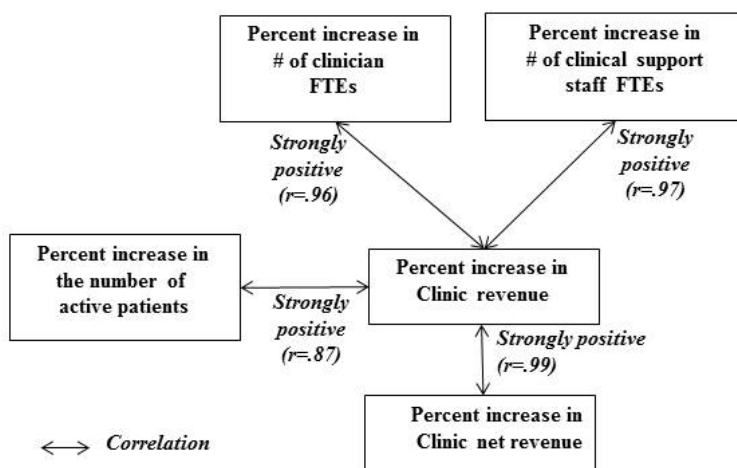 Percent increase in
# of clinician
FTEs
Percent increase in
# of clinical support
staff FTEs
Strongly
positive
(r=.96)
Strongly
positive
(r=.97)
Percent increase in
the number of
active patients
Strongly
positive
(r=.87)
Percent increase in
Clinic revenue
Strongly positive
(r=.99)
Percent increase in
Clinic net revenue
Correlation